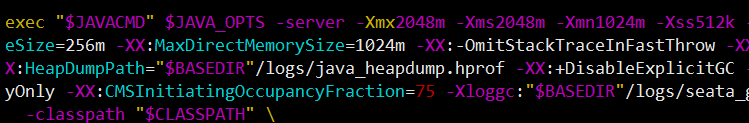 exec "$JAVACMD" $JAVA_OPTS -server -Xmx2048m -Xms2048m -Xmn1024m -Xss512k
eSize=256m -XX:MaxDirectMemorySize=1024m -XX:-OmitStackTraceInFastThrow -XX
X:HeapDumpPath="$BASEDIR"/logs/java_heapdump.hprof -XX:+DisableExplicitGC
yOnly -XX:CMSInitiatingOccupancyFraction=75 -Xloggc:"$BASEDIR"/logs/seata_g
-classpath "$CLASSPATH" \